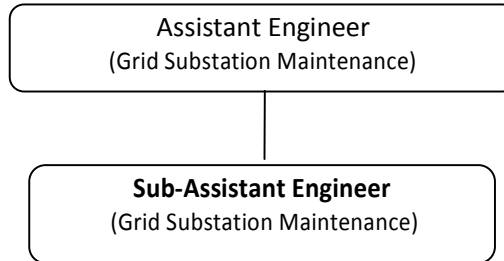 Assistant Engineer
(Grid Substation Maintenance)
Sub-Assistant Engineer
(Grid Substation Maintenance)